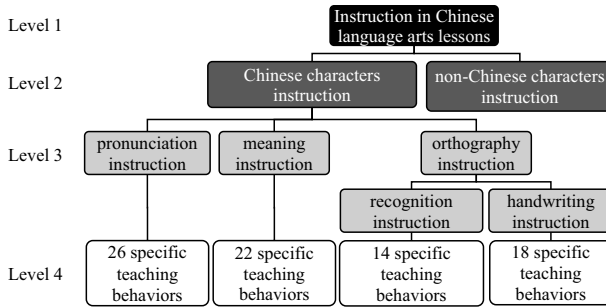 Level 1
Instruction in Chinese
language arts lessons
Level 2
Chinese characters
instruction
non-Chinese characters
instruction
Level 3
pronunciation
instruction
meaning
instruction
orthography
instruction
recognition
instruction
handwriting
instruction
Level 4
26 specific
teaching
behaviors
22 specific
teaching
behaviors
14 specific
teaching
behaviors
18 specific
teaching
behaviors